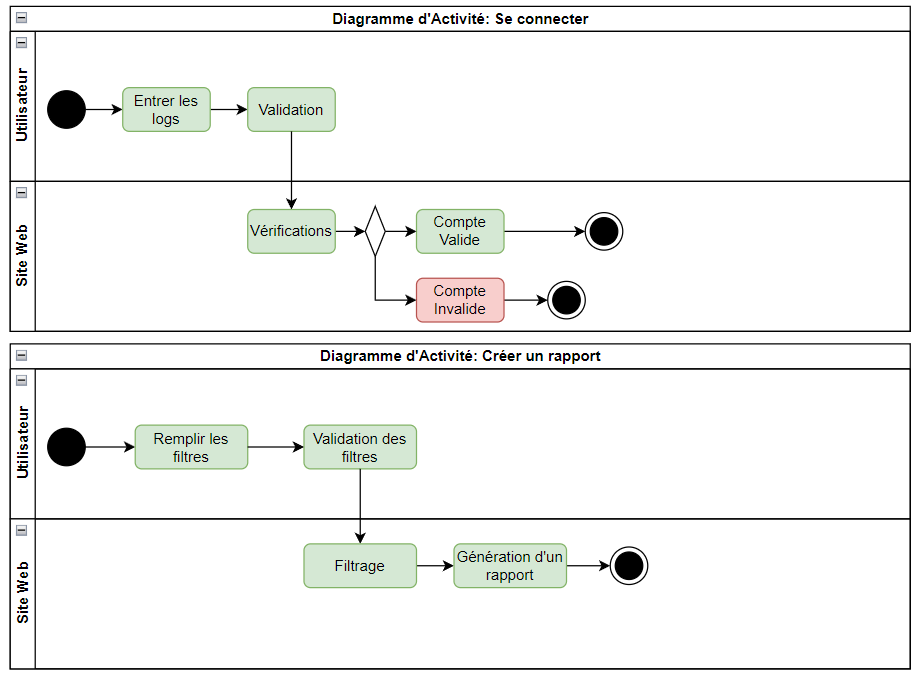 Diagramme d'Activité: Se connecter
Utilisateur
Entrer les
logs
Validation
Site Web
Vérifications
Compte
Valide
Compte
Invalide
Diagramme d'Activité: Créer un rapport
Utilisateur
Remplir les
filtres
Validation des
filtres
Site Web
Filtrage
Génération d'un
rapport